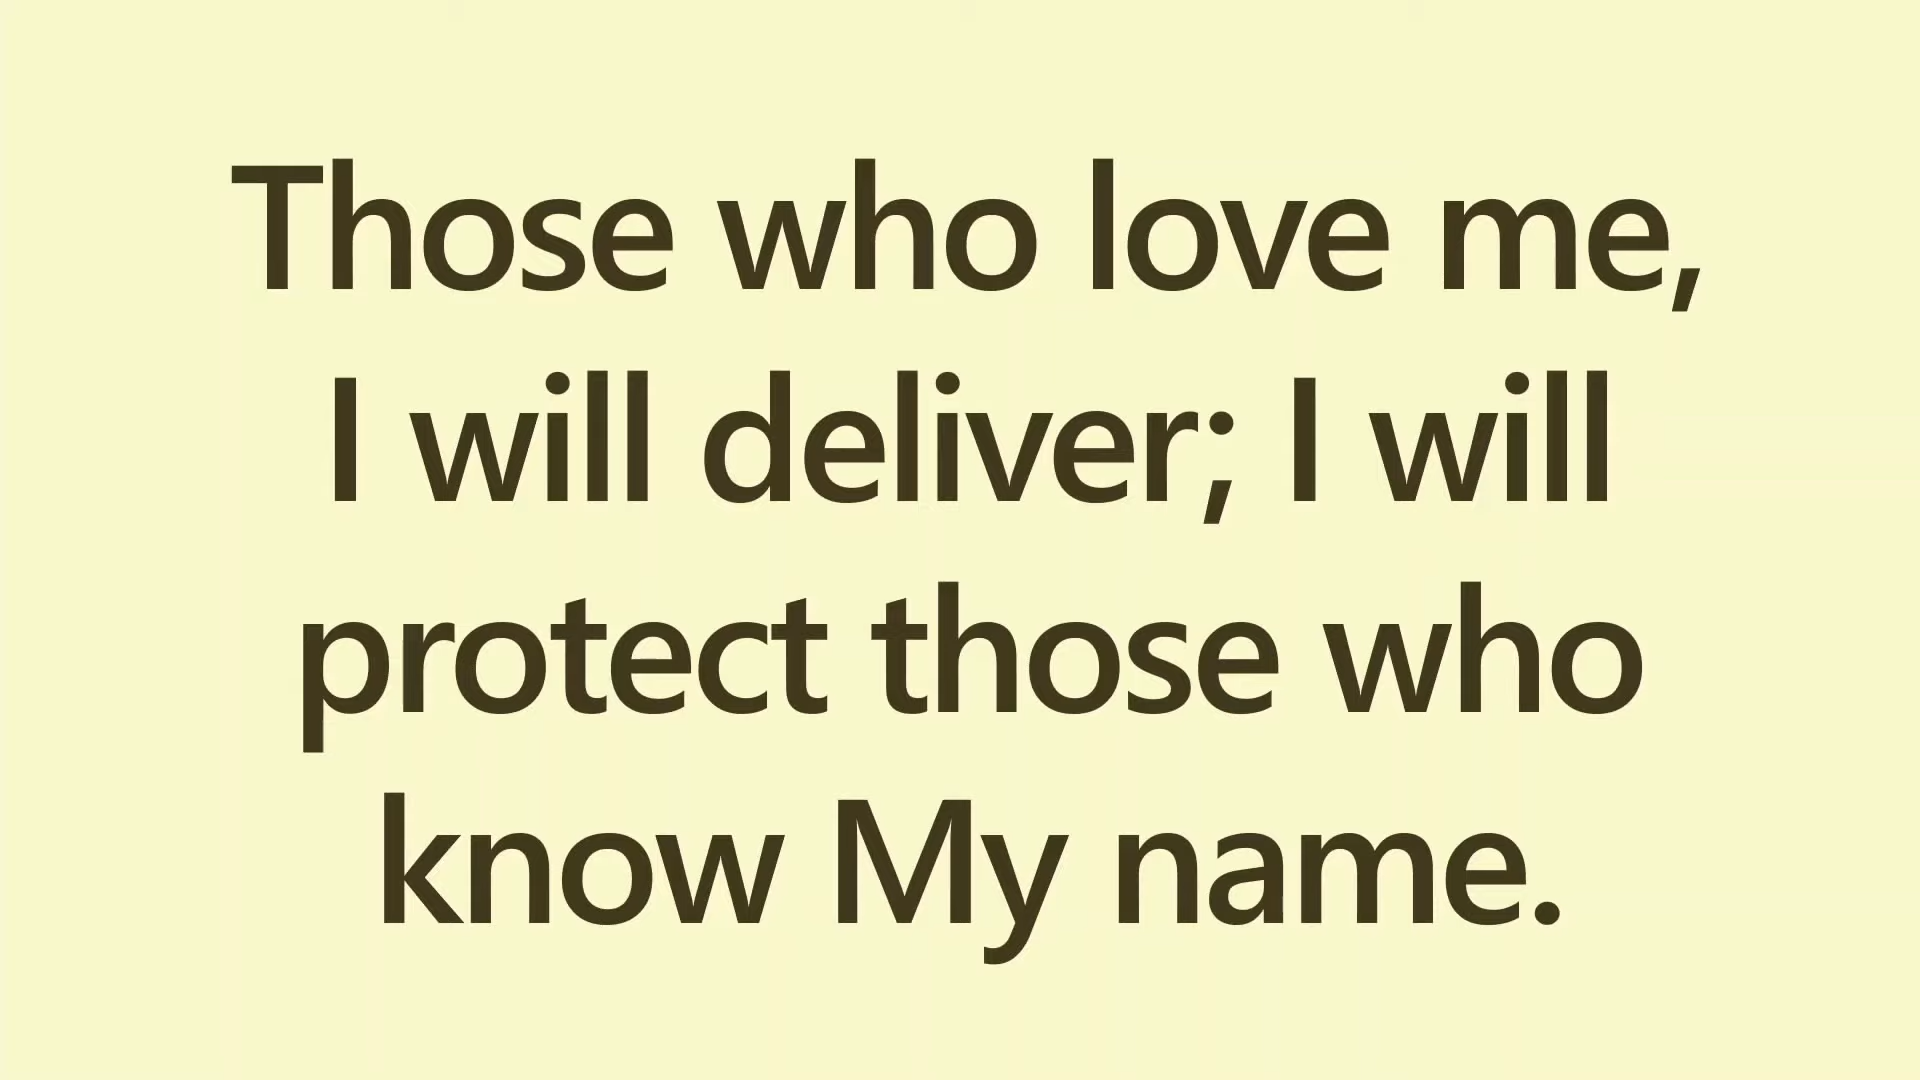 Those who love me,
I will deliver; I will
protect those who
know My name.